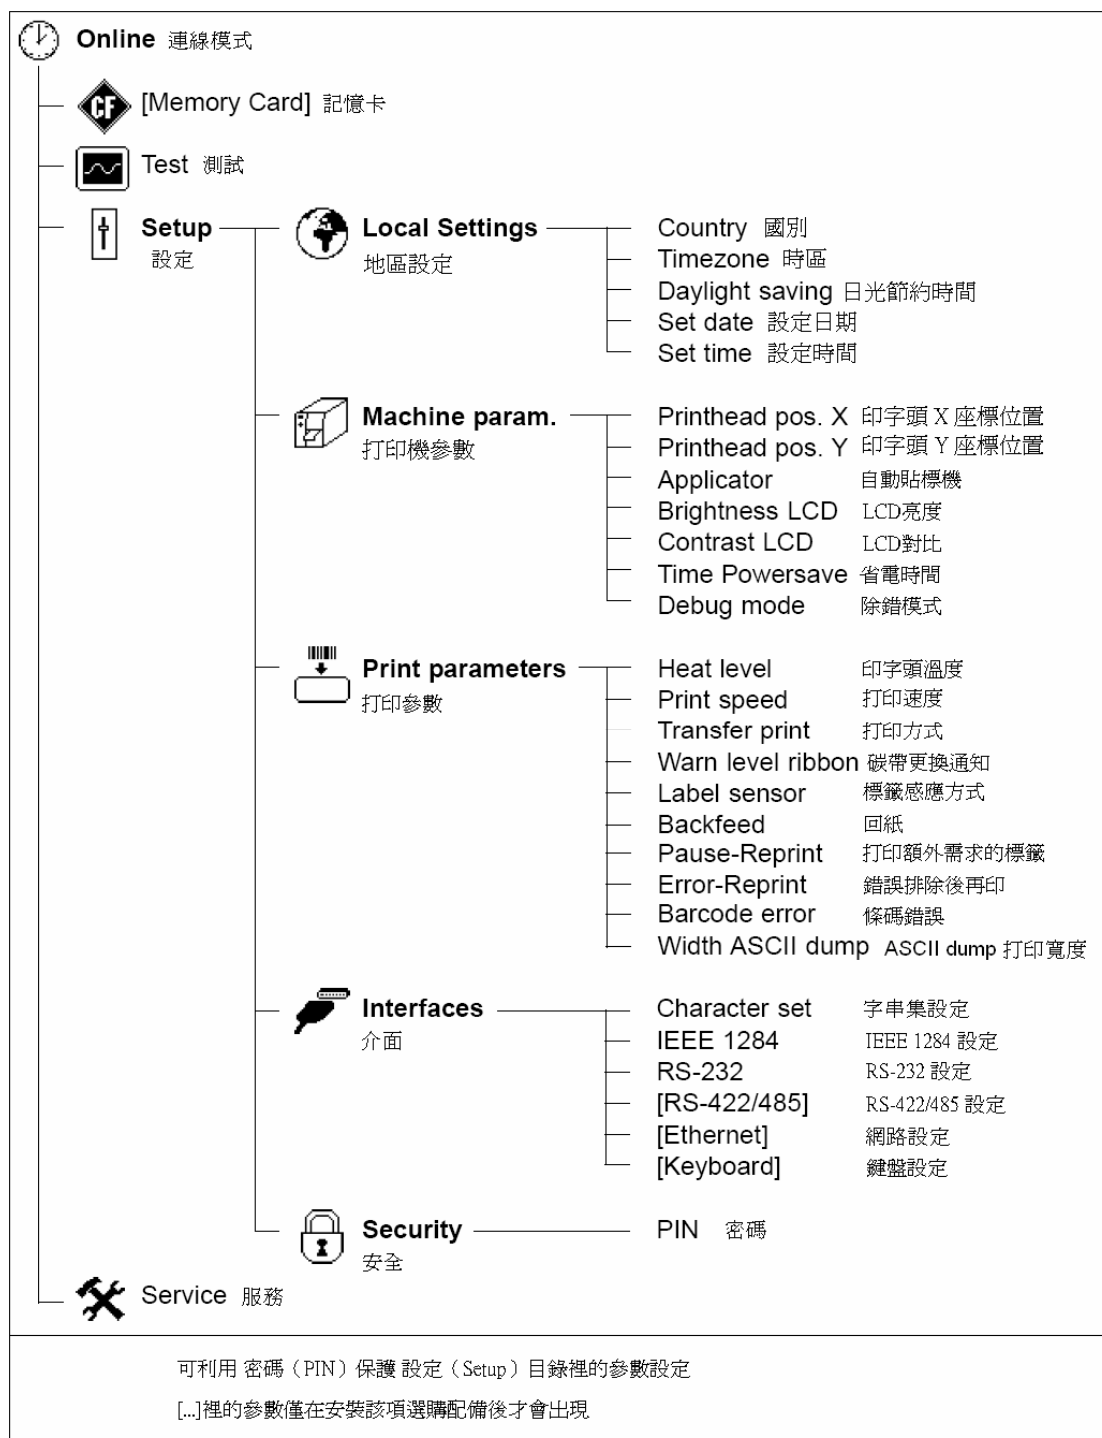 Online 連線模式
CF [Memory Card] 記憶卡
Test 測試
Setup
設定
Local Settings
地區設定
Country 國別
Timezone 時區
Daylight saving 日光節約時間
Set date 設定日期
Set time 設定時間
Machine param.
打印機參數
Printhead pos. X 印字頭 X 座標位置
Printhead pos. Y 印字頭 Y 座標位置
Applicator 自動貼標機
Brightness LCD LCD亮度
Contrast LCD LCD對比
Time Powersave 省電時間
Debug mode 除錯模式
Print parameters
打印參數
Heat level 印字頭溫度
Print speed 打印速度
Transfer print 打印方式
Warn level ribbon 碳帶更換通知
Label sensor 標籤感應方式
Backfeed 回紙
Pause-Reprint 打印額外需求的標籤
Error-Reprint 錯誤排除後再印
Barcode error 條碼錯誤
Width ASCII dump ASCII dump 打印寬度
Interfaces
介面
Character set 字串集設定
IEEE 1284 IEEE 1284 設定
RS-232 RS-232 設定
[RS-422/485] RS-422/485 設定
[Ethernet] 網路設定
[Keyboard] 鍵盤設定
Security
安全
PIN 密碼
Service 服務
可利用 密碼（PIN）保護 設定（Setup）目錄裡的參數設定
[...]裡的參數僅在安裝該項選購配備後才會出現